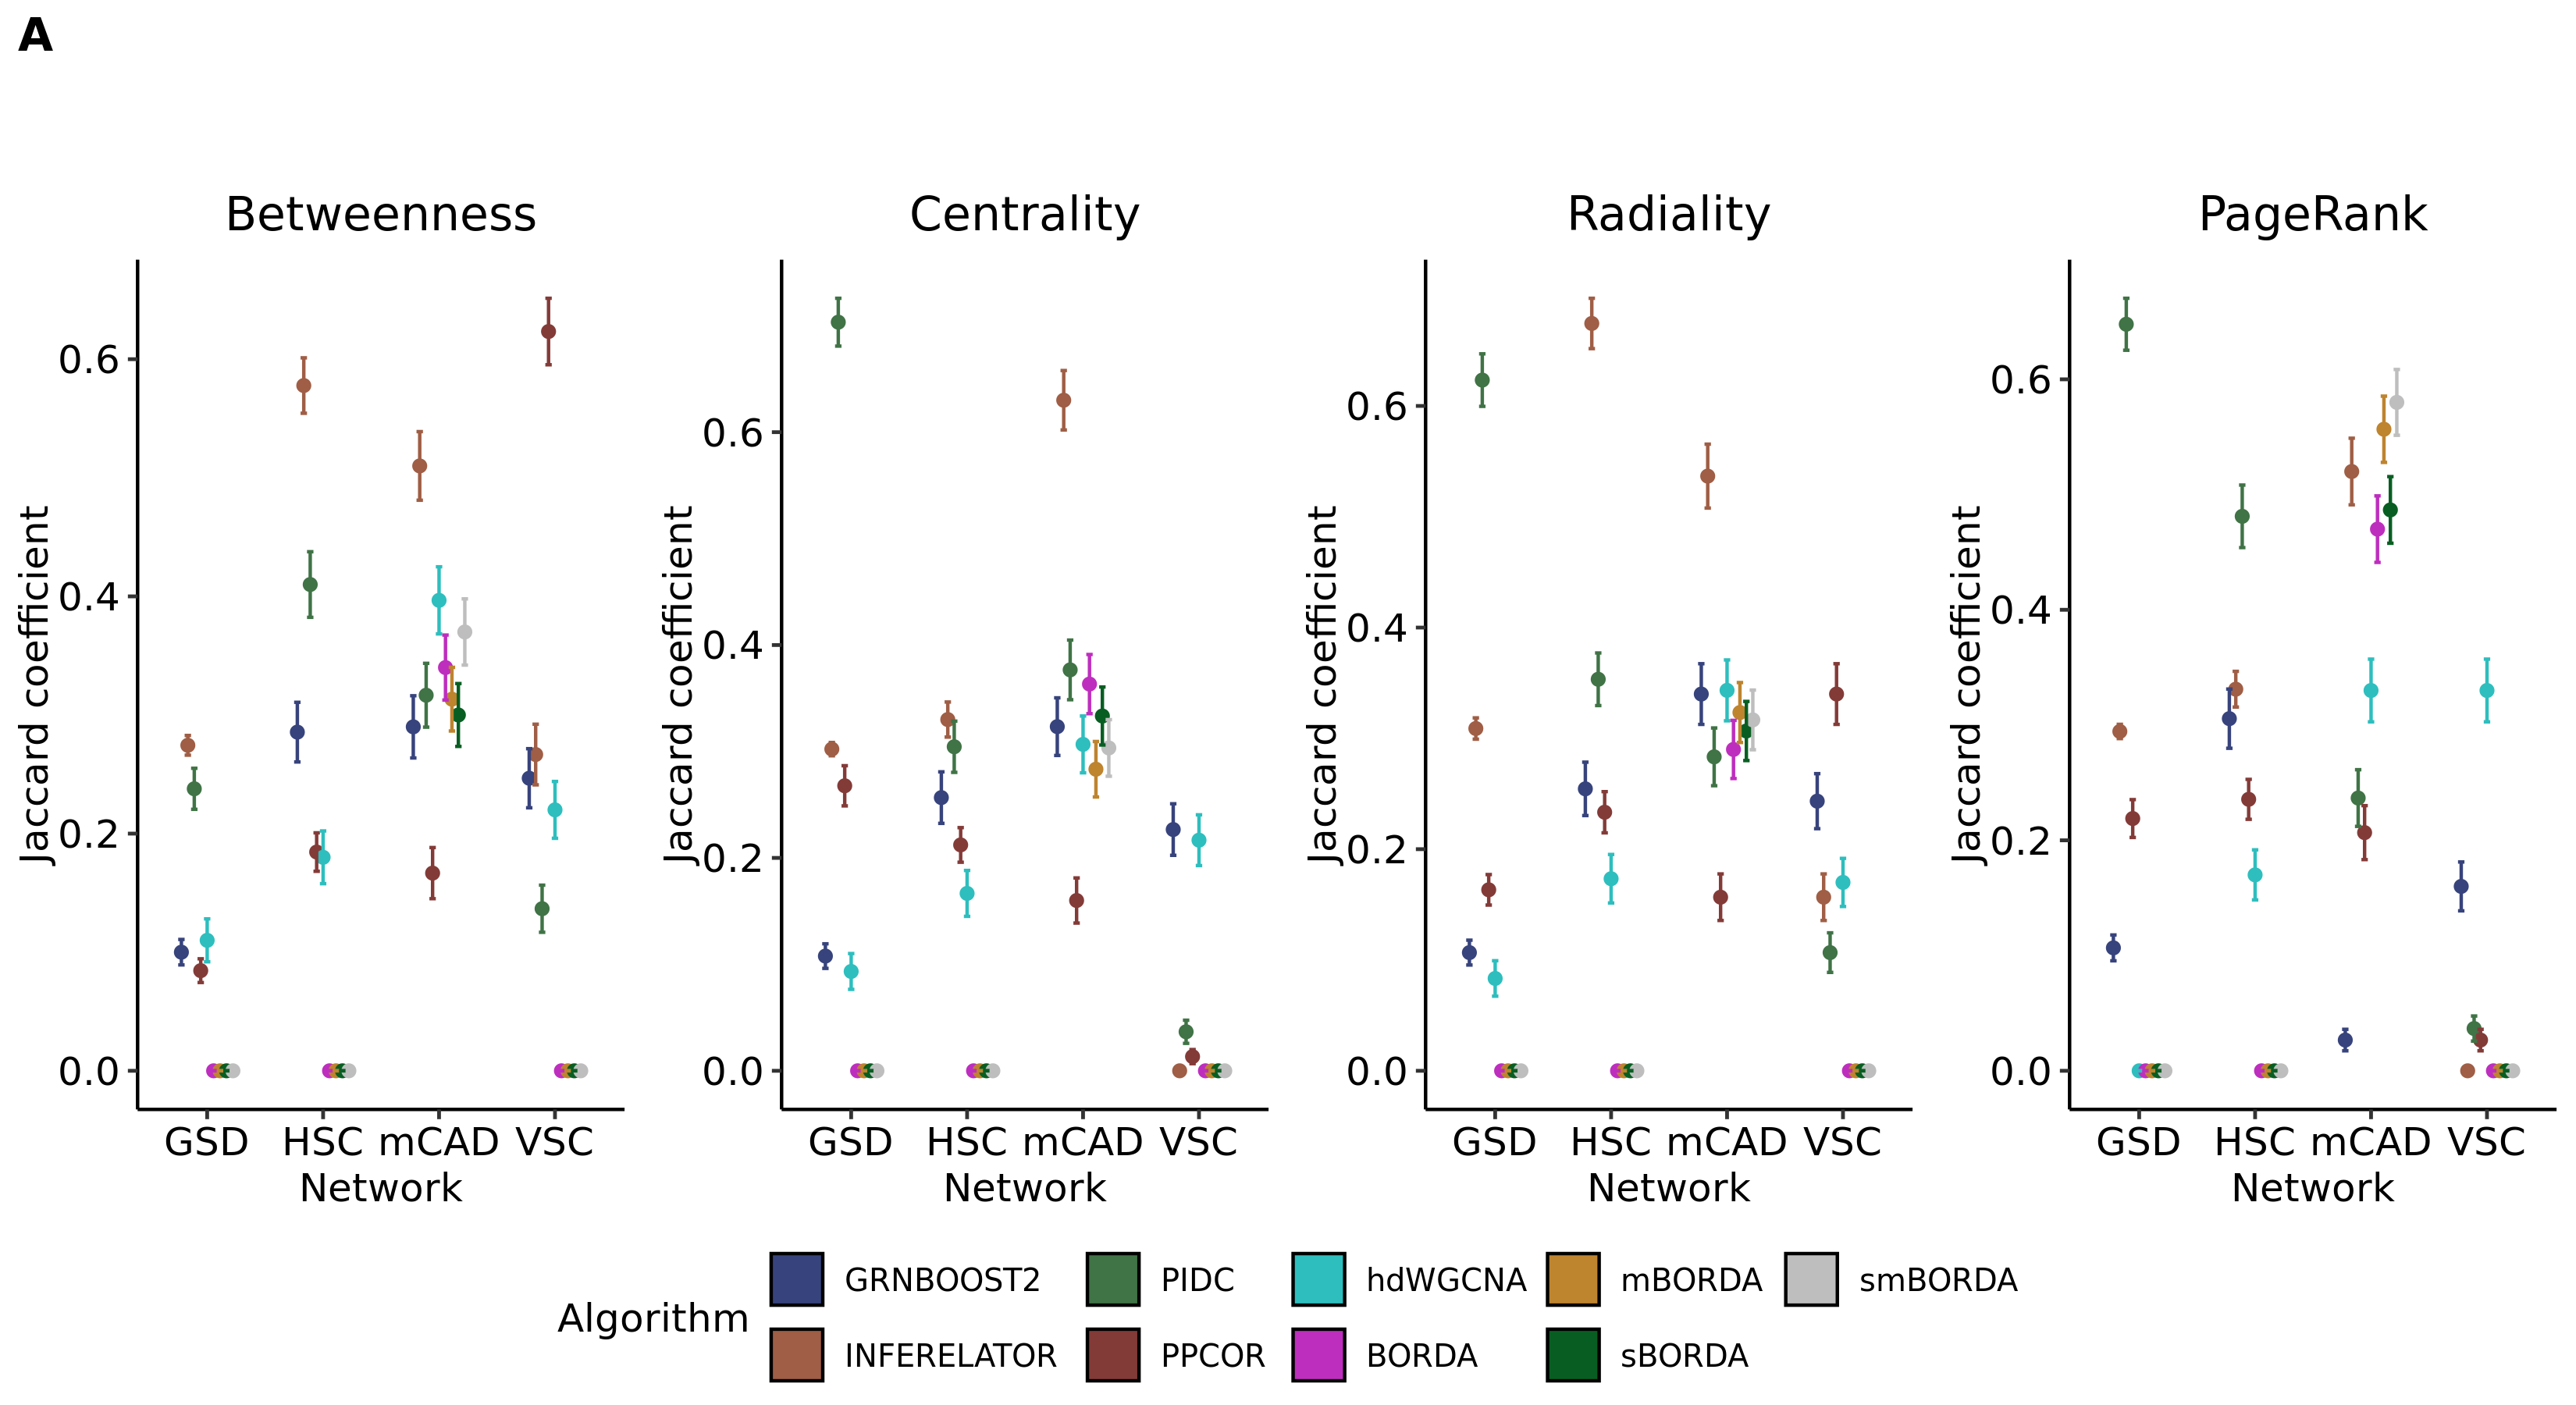 A
Betweenness
Centrality
Radiality
PageRank
Jaccard coefficient
0.6
0.4
0.2
0.0
GSD HSC mCAD VSC
Network
Jaccard coefficient
0.6
0.4
0.2
0.0
GSD HSC mCAD VSC
Network
Jaccard coefficient
0.6
0.4
0.2
0.0
GSD HSC mCAD VSC
Network
Jaccard coefficient
0.6
0.4
0.2
0.0
GSD HSC mCAD VSC
Network
Algorithm
GRNBOOST2 PIDC hdWGCNA mBORDA smBORDA
INFERELATOR PPCOR BORDA sBORDA